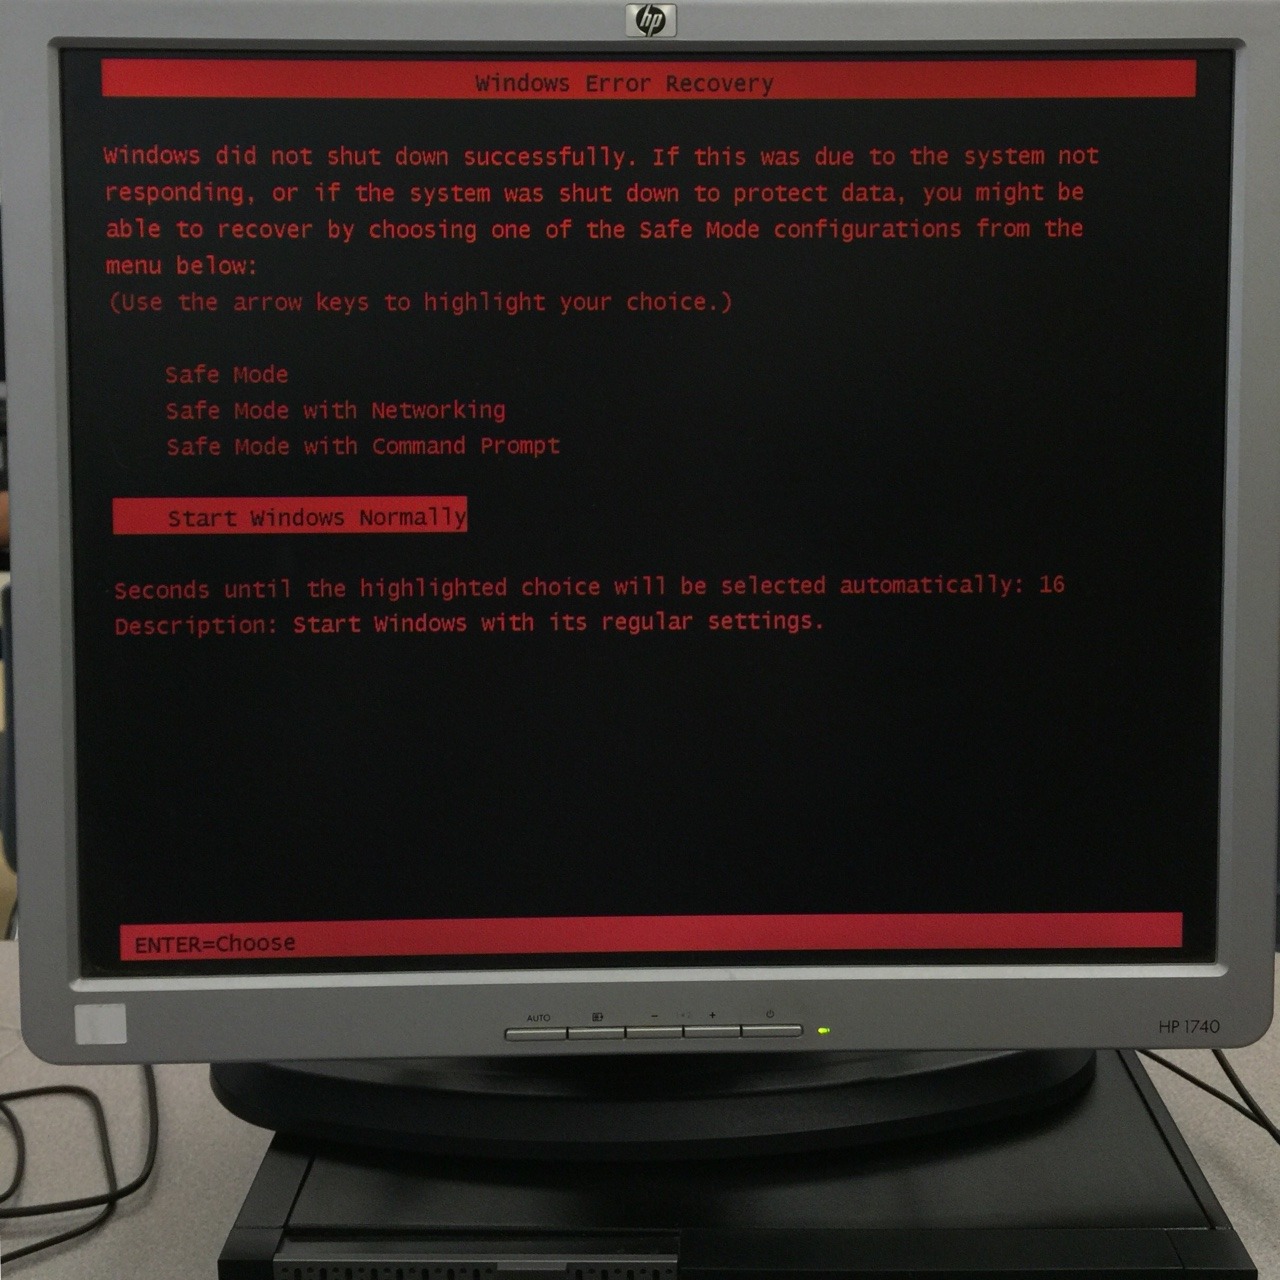 hp
Windows Error Recovery
Windows did not shut down successfully. If this was due to the system not
responding, or if the system was shut down to protect data, you might be
able to recover by choosing one of the Safe Mode configurations from the
menu below:
(Use the arrow keys to highlight your choice.)
Safe Mode
Safe Mode with Networking
Safe Mode with Command Prompt
Start Windows Normally
Seconds until the highlighted choice will be selected automatically: 16
Description: Start Windows with its regular settings.
ENTER=Choose
AUTO - +
HP 1740